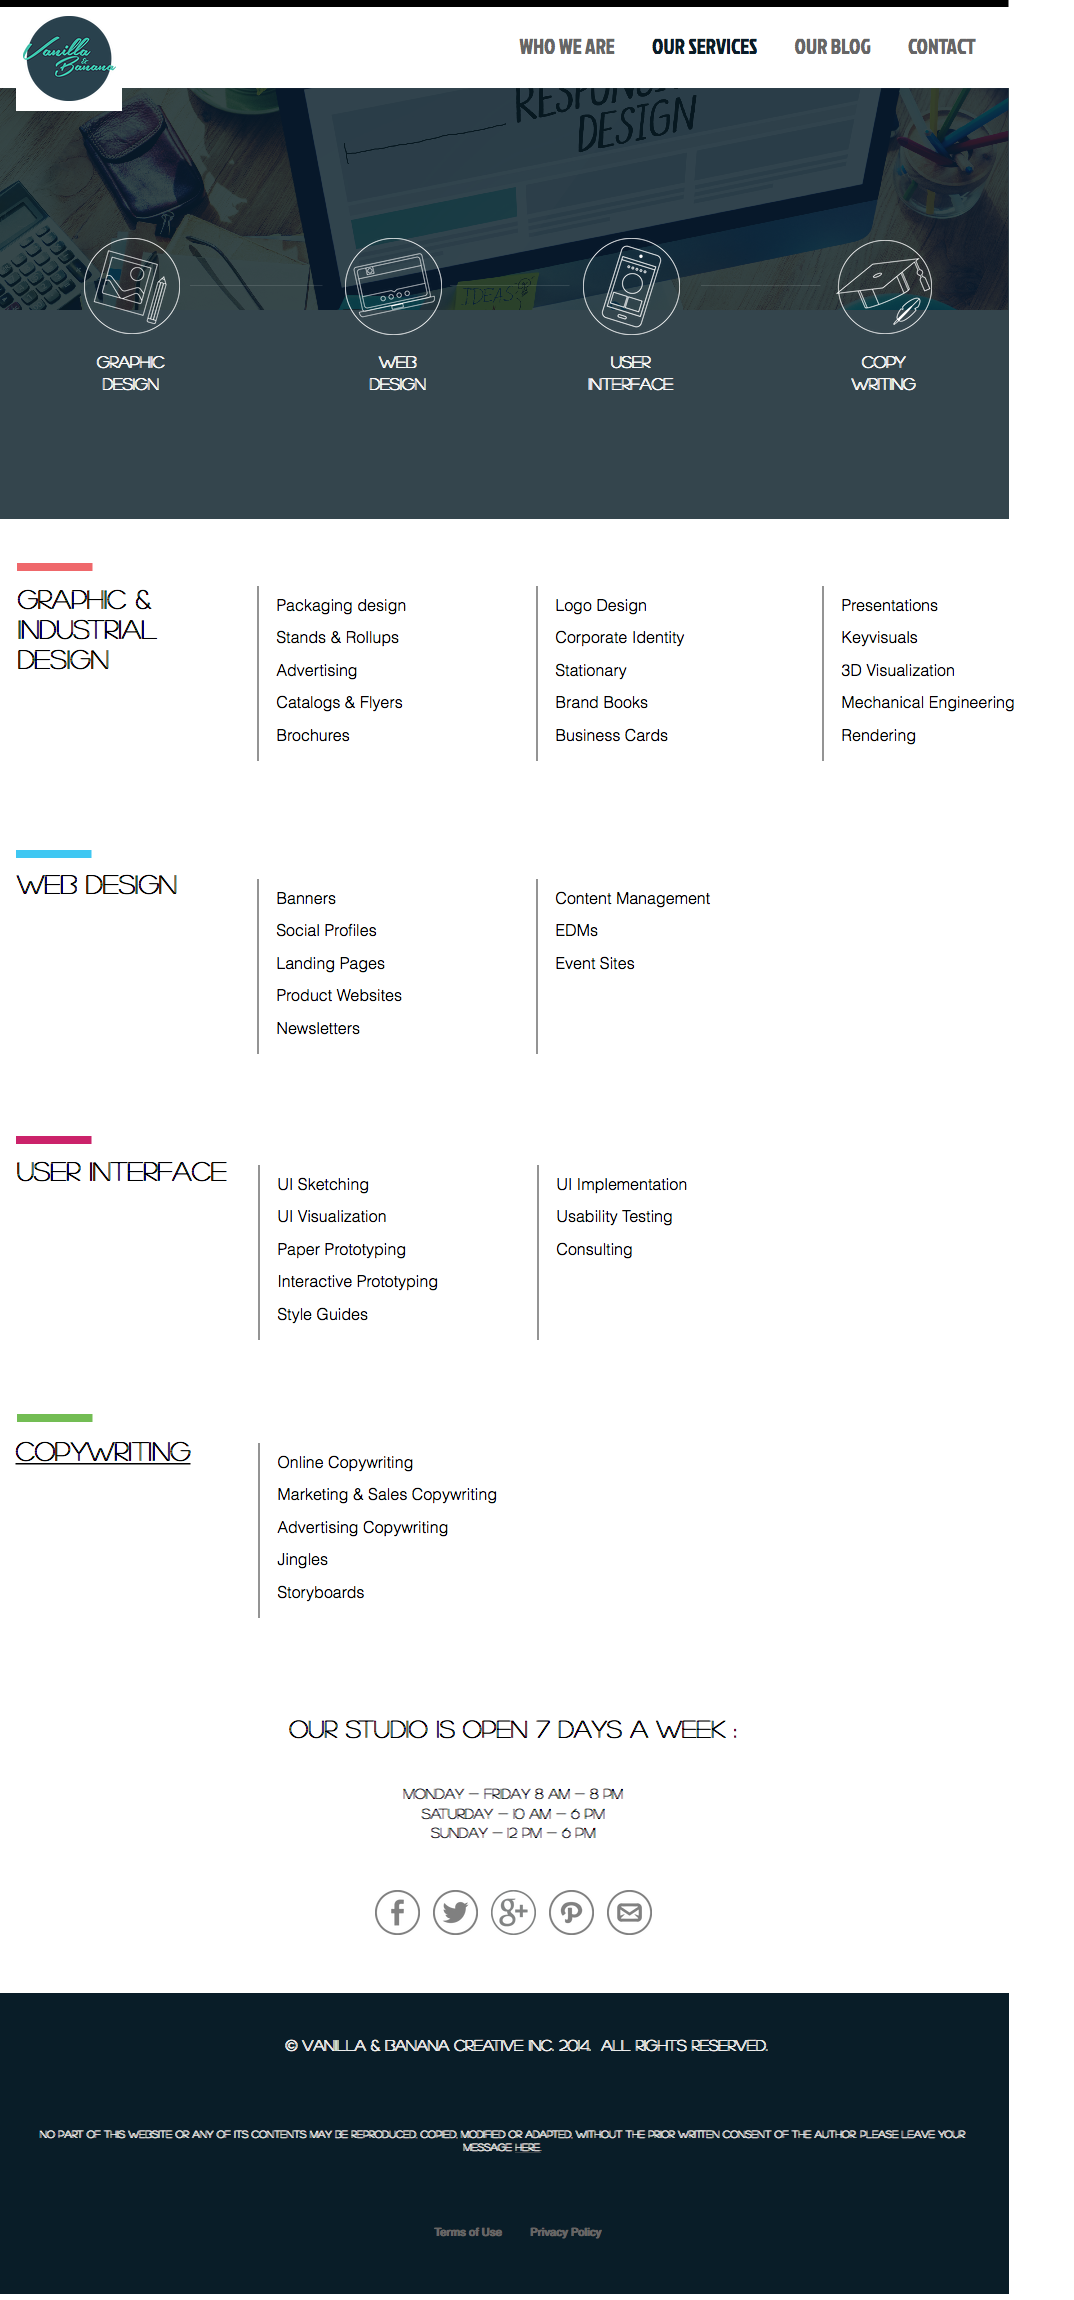 Vanilla
&
Banana
WHO WE ARE
OUR SERVICES
OUR BLOG
CONTACT
RESPONSIVE
DESIGN
IDEAS
GRAPHIC
DESIGN
WEB
DESIGN
USER
INTERFACE
COPY
WRITING
GRAPHIC &
INDUSTRIAL
DESIGN
Packaging design
Stands & Rollups
Advertising
Catalogs & Flyers
Brochures
Logo Design
Corporate Identity
Stationary
Brand Books
Business Cards
Presentations
Keyvisuals
3D Visualization
Mechanical Engineering
Rendering
WEB DESIGN
Banners
Social Profiles
Landing Pages
Product Websites
Newsletters
Content Management
EDMs
Event Sites
USER INTERFACE
UI Sketching
UI Visualization
Paper Prototyping
Interactive Prototyping
Style Guides
UI Implementation
Usability Testing
Consulting
COPYWRITING
Online Copywriting
Marketing & Sales Copywriting
Advertising Copywriting
Jingles
Storyboards
OUR STUDIO IS OPEN 7 DAYS A WEEK :
MONDAY – FRIDAY 8 AM – 8 PM
SATURDAY – 10 AM – 6 PM
SUNDAY – 12 PM – 6 PM
© VANILLA & BANANA CREATIVE INC. 2014. ALL RIGHTS RESERVED.
NO PART OF THIS WEBSITE OR ANY OF ITS CONTENTS MAY BE REPRODUCED, COPIED, MODIFIED OR ADAPTED, WITHOUT THE PRIOR WRITTEN CONSENT OF THE AUTHOR. PLEASE LEAVE YOUR
MESSAGE HERE.
Terms of Use
Privacy Policy